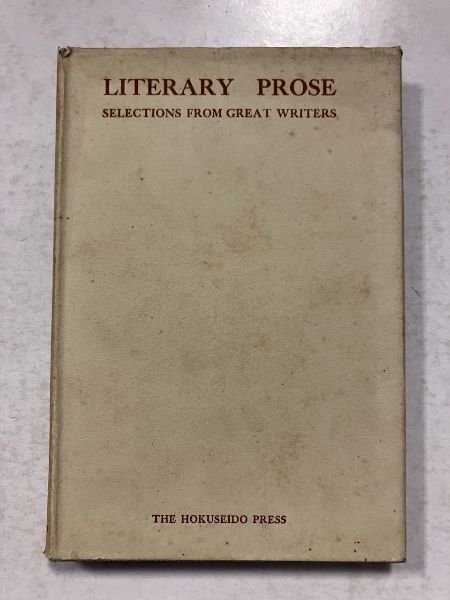 LITERARY PROSE
SELECTIONS FROM GREAT WRITERS
THE HOKUSEIDO PRESS